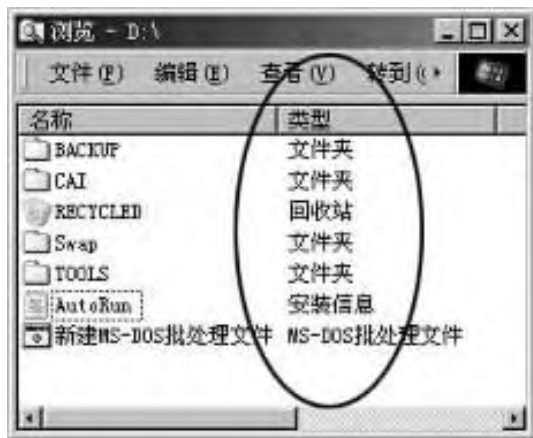 浏览 - D:\
文件(F) 编辑(E) 查看(V) 转到(
名称 类型
BACKUP 文件夹
CAI 文件夹
RECYCLED 回收站
Swap 文件夹
TOOLS 文件夹
AutoRun 安装信息
新建MS-DOS批处理文件 MS-DOS批处理文件